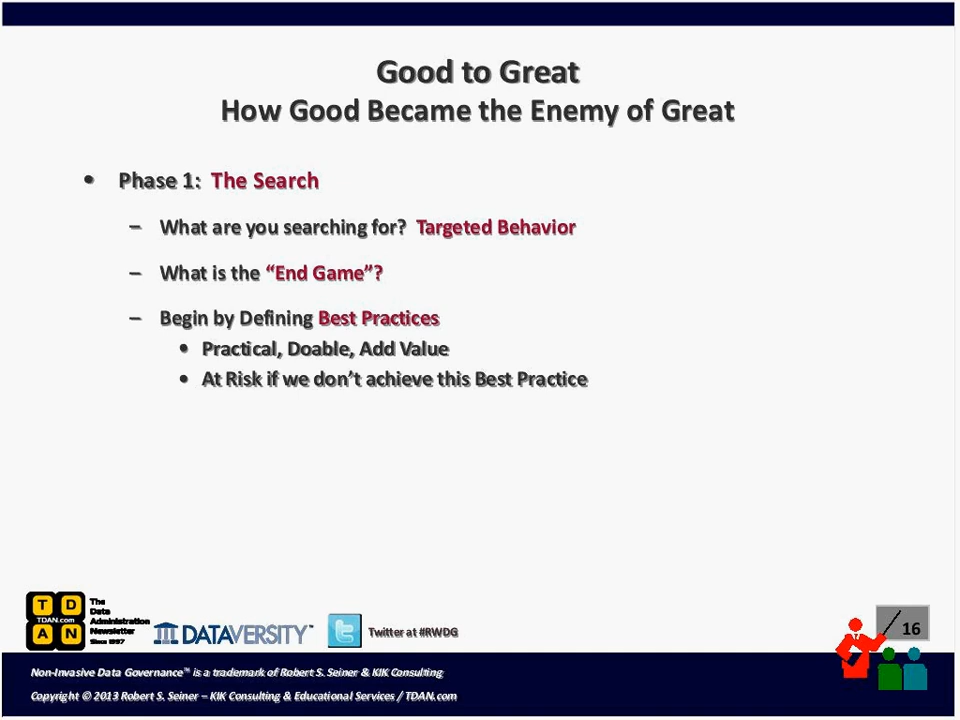 Good to Great
How Good Became the Enemy of Great
• Phase 1: The Search
– What are you searching for? Targeted Behavior
– What is the “End Game”?
– Begin by Defining Best Practices
• Practical, Doable, Add Value
• At Risk if we don’t achieve this Best Practice
T D
TDAN.com
A N
The
Data
Administration
Newsletter
Since 1997
DATAVERSITY™
Twitter at #RWDG
16
Non-Invasive Data Governance™ is a trademark of Robert S. Seiner & KIK Consulting
Copyright © 2013 Robert S. Seiner – KIK Consulting & Educational Services / TDAN.com